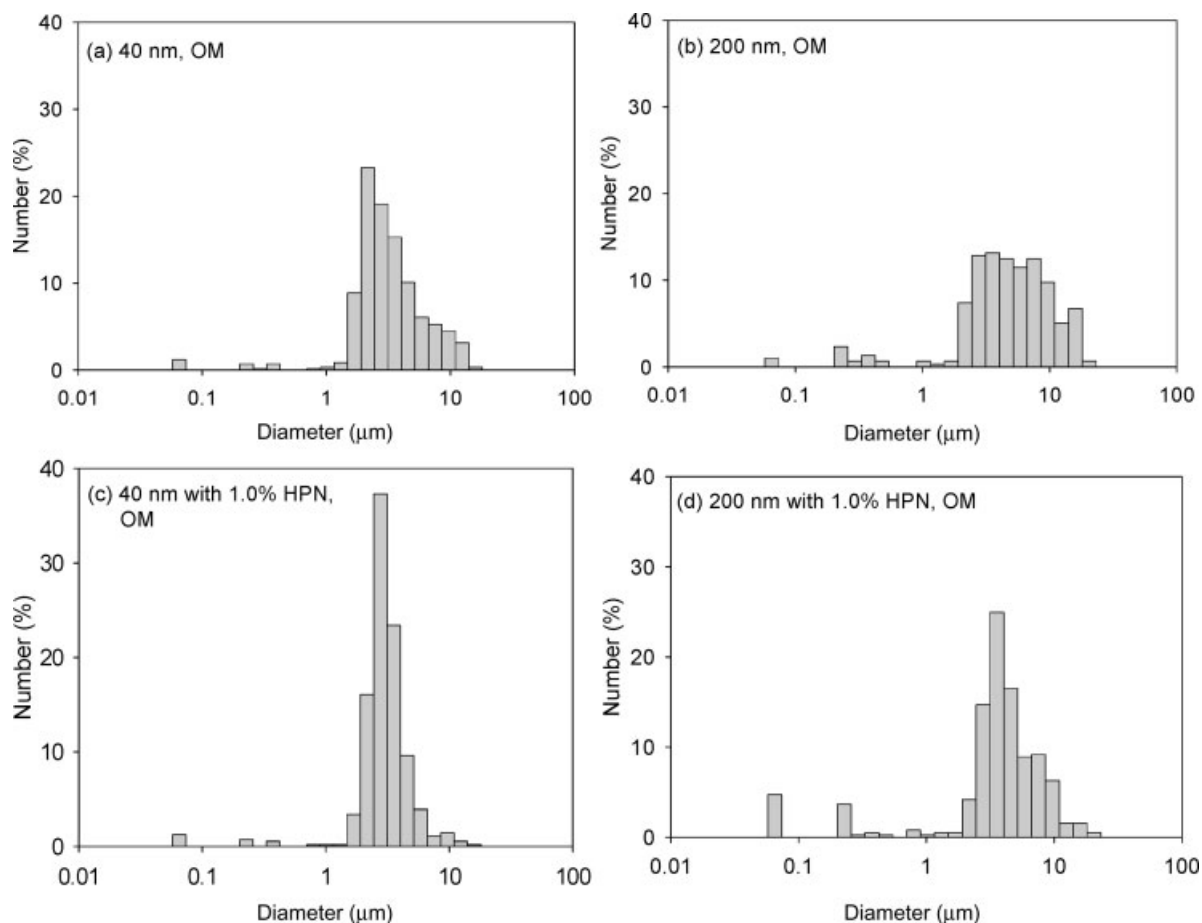 40
(a) 40 nm, OM
30
20
10
0
Number (%)
0.01 0.1 1 10 100
Diameter (μm)
40
(b) 200 nm, OM
30
20
10
0
Number (%)
0.01 0.1 1 10 100
Diameter (μm)
40
(c) 40 nm with 1.0% HPN,
OM
30
20
10
0
Number (%)
0.01 0.1 1 10 100
Diameter (μm)
40
(d) 200 nm with 1.0% HPN, OM
30
20
10
0
Number (%)
0.01 0.1 1 10 100
Diameter (μm)